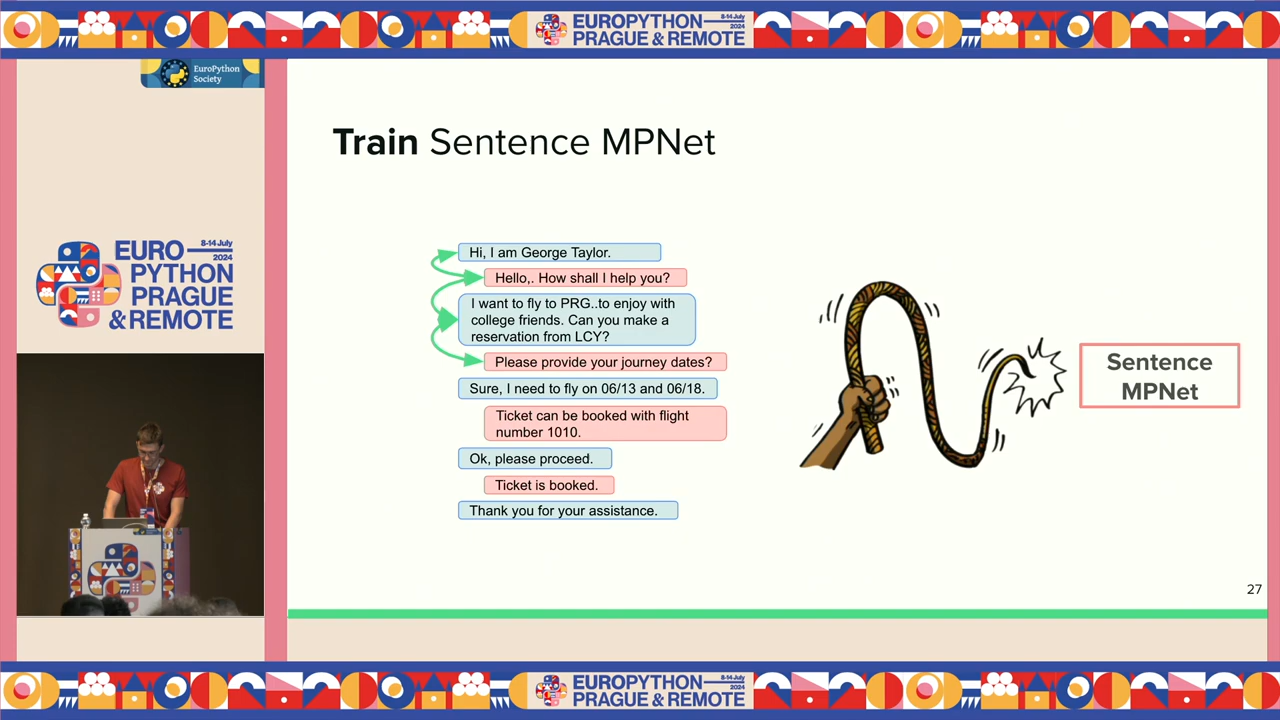 EUROPYTHON
8-14 July
2024
PRAGUE & REMOTE
EuroPython
Society
Train Sentence MPNet
EURO
8-14 July
2024
PYTHON
PRAGUE
& REMOTE
Hi, I am George Taylor.
Hello,. How shall I help you?
I want to fly to PRG..to enjoy with
college friends. Can you make a
reservation from LCY?
Please provide your journey dates?
Sure, I need to fly on 06/13 and 06/18.
Ticket can be booked with flight
number 1010.
Ok, please proceed.
Ticket is booked.
Thank you for your assistance.
Sentence
MPNet
27
EUROPYTHON
8-14 July
2024
PRAGUE & REMOTE